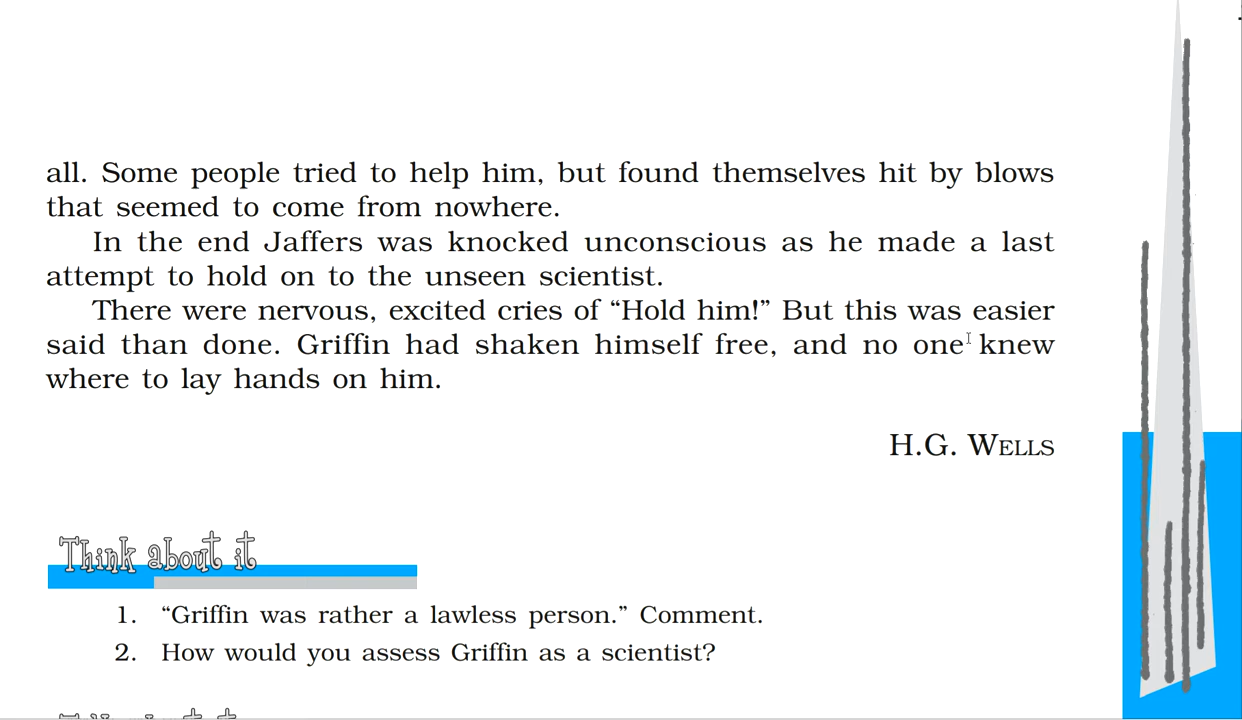 all. Some people tried to help him, but found themselves hit by blows
that seemed to come from nowhere.
In the end Jaffers was knocked unconscious as he made a last
attempt to hold on to the unseen scientist.
There were nervous, excited cries of “Hold him!” But this was easier
said than done. Griffin had shaken himself free, and no one knew
where to lay hands on him.
H.G. WELLS
Think about it
1. “Griffin was rather a lawless person.” Comment.
2. How would you assess Griffin as a scientist?